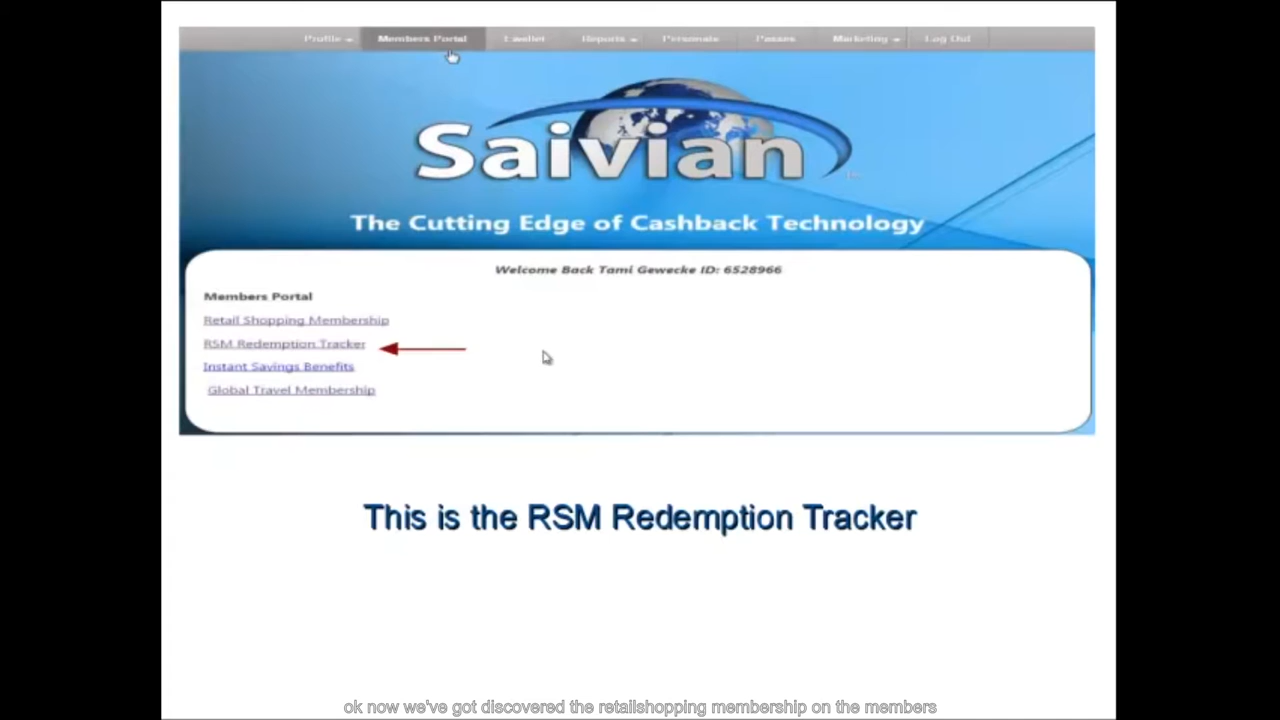 Profile Members Portal eWallet Reports Personals Passes Marketing Log Out
Saivian
The Cutting Edge of Cashback Technology
Welcome Back Tami Gewecke ID: 6528966
Members Portal
Retail Shopping Membership
RSM Redemption Tracker
Instant Savings Benefits
Global Travel Membership
This is the RSM Redemption Tracker
ok now we've got discovered the retailshopping membership on the members